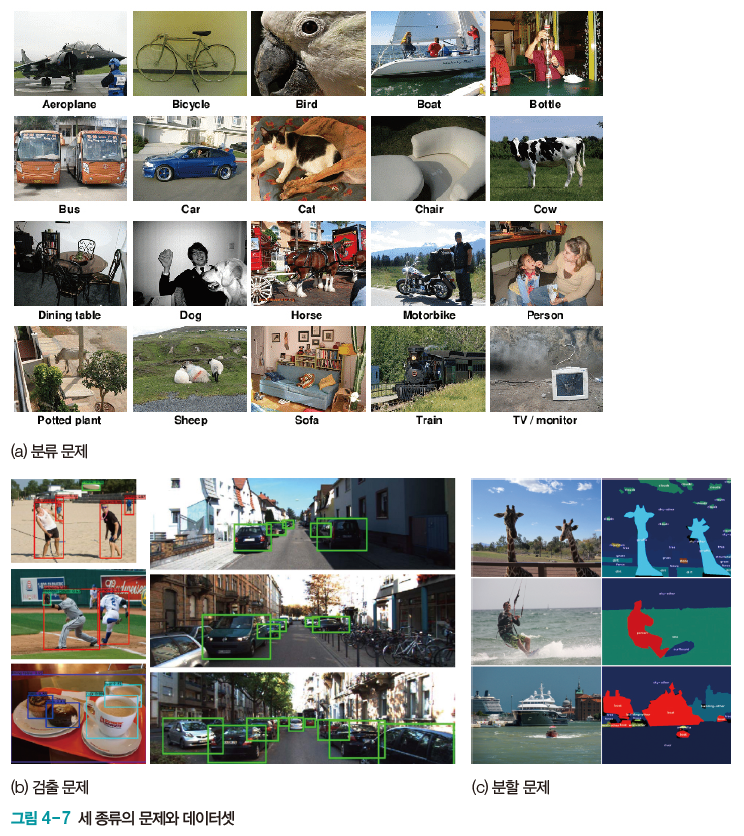 Aeroplane Bicycle Bird Boat Bottle
Bus Car Cat Chair Cow
Dining table Dog Horse Motorbike Person
Potted plant Sheep Sofa Train TV / monitor
(a) 분류 문제
(b) 검출 문제
(c) 분할 문제
그림 4-7 세 종류의 문제와 데이터셋